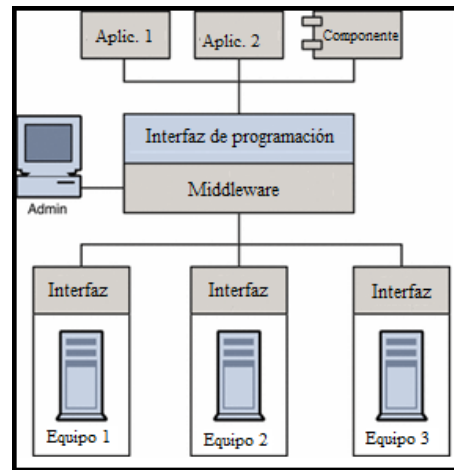 Aplic. 1
Aplic. 2
Componente
Interfaz de programación
Middleware
Admin
Interfaz
Interfaz
Interfaz
Equipo 1
Equipo 2
Equipo 3